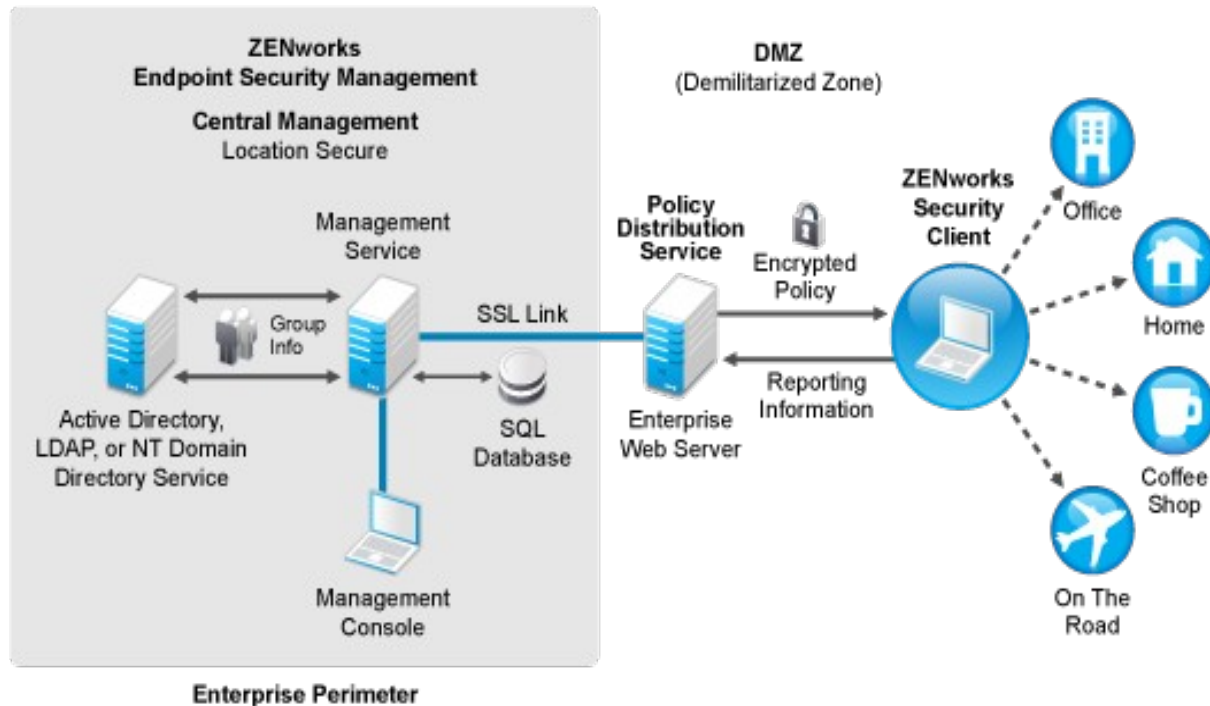 ZENworks
Endpoint Security Management
Central Management
Location Secure
Management
Service
Group
Info
Active Directory,
LDAP, or NT Domain
Directory Service
SSL Link
SQL
Database
Management
Console
Enterprise Perimeter
DMZ
(Demilitarized Zone)
Policy
Distribution
Service
Encrypted
Policy
Reporting
Information
Enterprise
Web Server
ZENworks
Security
Client
Office
Home
Coffee
Shop
On The
Road